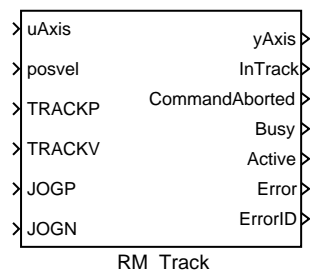 uAxis
posvel
TRACKP
TRACKV
JOGP
JOGN
yAxis
InTrack
CommandAborted
Busy
Active
Error
ErrorID
RM_Track